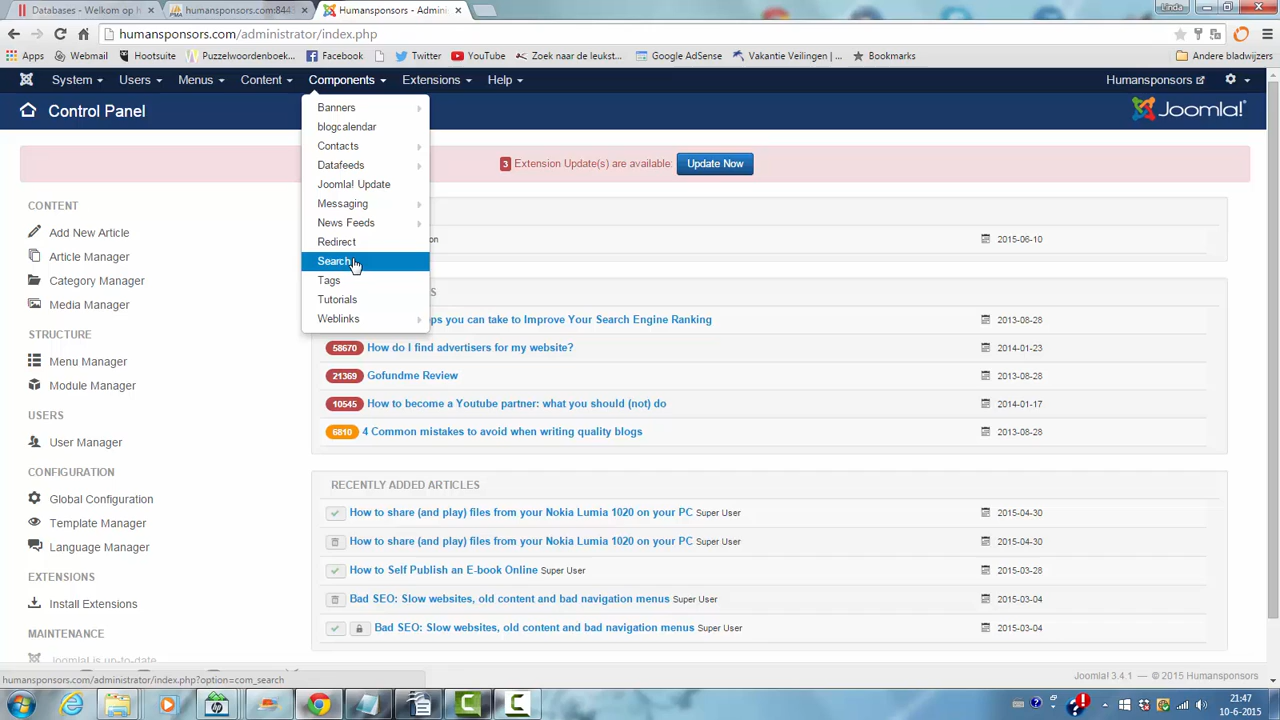 Databases - Welkom op h
humansponsors.com:844
Humansponsors - Admini
Linda
humansponsors.com/administrator/index.php
Apps
Webmail
Hootsuite
Puzzelwoordenboek...
Facebook
Twitter
YouTube
Zoek naar de leukst...
Google AdSense
Vakantie Veilingen ...
Bookmarks
Andere bladwijzers
System
Users
Menus
Content
Components
Extensions
Help
Humansponsors
Control Panel
Joomla!
Banners
blogcalendar
Contacts
Datafeeds
Joomla! Update
Messaging
News Feeds
Redirect
Search
Tags
Tutorials
Weblinks
3 Extension Update(s) are available: Update Now
CONTENT
Add New Article
Article Manager
Category Manager
Media Manager
STRUCTURE
Menu Manager
Module Manager
USERS
User Manager
CONFIGURATION
Global Configuration
Template Manager
Language Manager
EXTENSIONS
Install Extensions
MAINTENANCE
Joomla! is up-to-date
2015-06-10
you can take to Improve Your Search Engine Ranking 2013-08-28
58670 How do I find advertisers for my website? 2014-01-23
21369 Gofundme Review 2013-08-28
10545 How to become a Youtube partner: what you should (not) do 2014-01-17
6810 4 Common mistakes to avoid when writing quality blogs 2013-08-28
RECENTLY ADDED ARTICLES
How to share (and play) files from your Nokia Lumia 1020 on your PC Super User 2015-04-30
How to share (and play) files from your Nokia Lumia 1020 on your PC Super User 2015-04-30
How to Self Publish an E-book Online Super User 2015-03-28
Bad SEO: Slow websites, old content and bad navigation menus Super User 2015-03-04
Bad SEO: Slow websites, old content and bad navigation menus Super User 2015-03-04
humansponsors.com/administrator/index.php?option=com_search
Joomla! 3.4.1 — © 2015 Humansponsors
21:47
10-6-2015